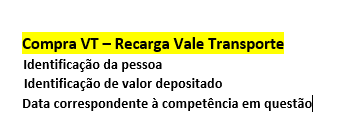 Compra VT – Recarga Vale Transporte
Identificação da pessoa
Identificação de valor depositado
Data correspondente à competência em questão